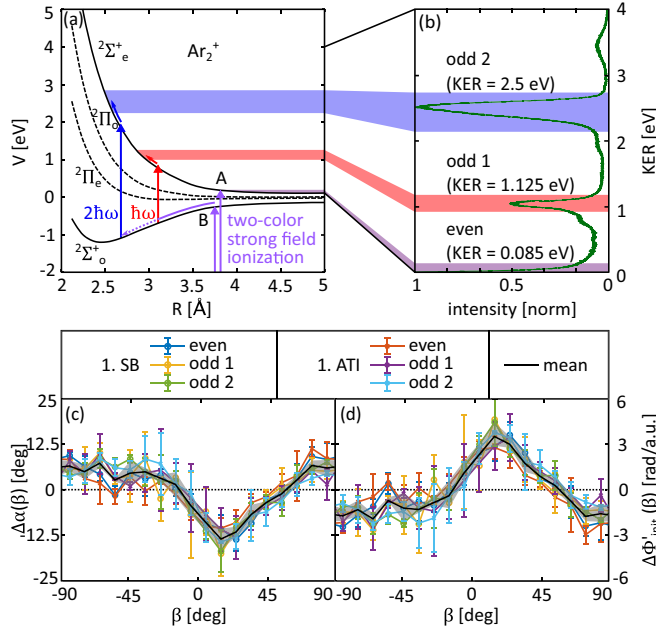 (a)
²Σ⁺ₑ
Ar₂⁺
²Πₒ
²Πₑ
²Σ⁺ₒ
2ħω
ħω
A
B
two-color
strong field
ionization
V [eV]
5
4
3
2
1
0
-1
-2
2 2.5 3 3.5 4 4.5 5
R [Å]
(b)
odd 2
(KER = 2.5 eV)
odd 1
(KER = 1.125 eV)
even
(KER = 0.085 eV)
1 0.5 0
intensity [norm]
4
3
2
1
0
KER [eV]
1. SB
even
odd 1
odd 2
1. ATI
even
odd 1
odd 2
mean
(c)
25
12.5
0
-12.5
-25
Δα(β) [deg]
-90 -45 0 45 90
β [deg]
(d)
6
3
0
-3
-6
ΔΦ'init (β) [rad/a.u.]
-90 -45 0 45 90
β [deg]